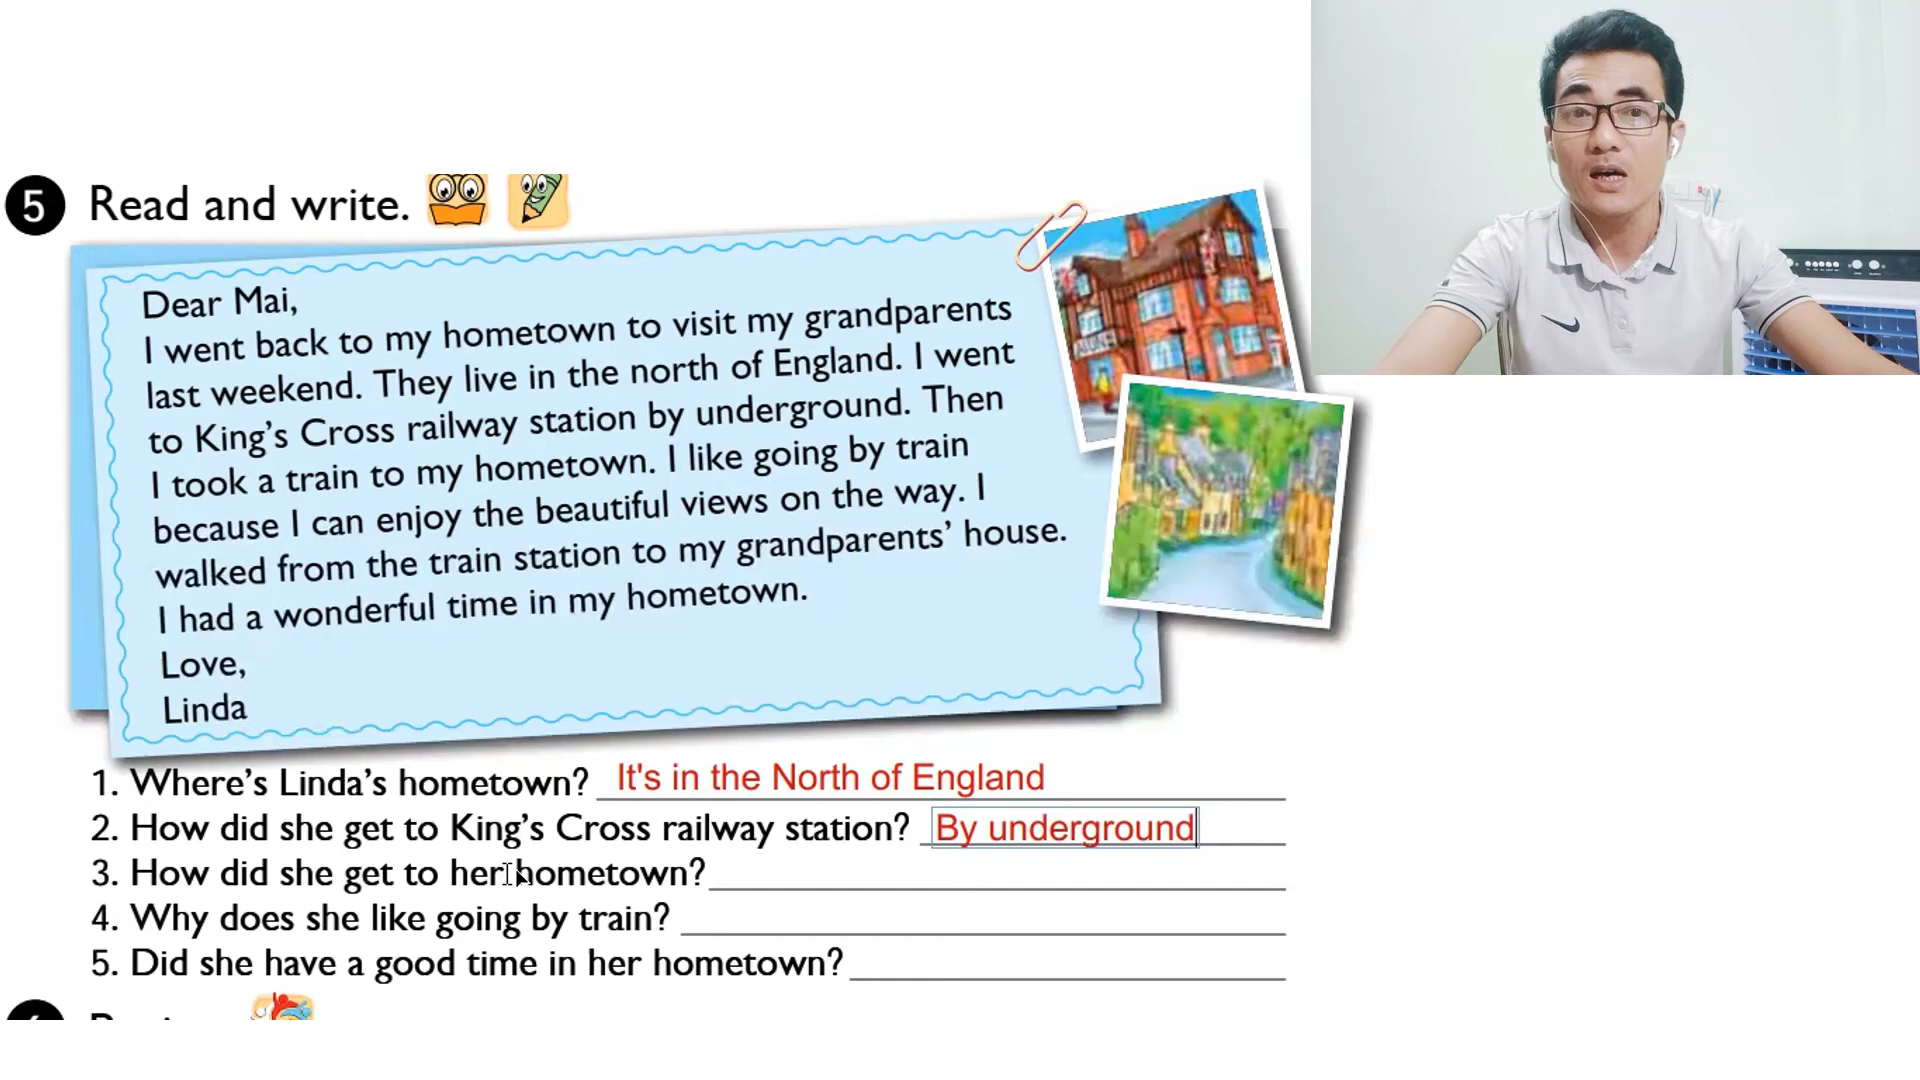 5 Read and write.
Dear Mai,
I went back to my hometown to visit my grandparents
last weekend. They live in the north of England. I went
to King's Cross railway station by underground. Then
I took a train to my hometown. I like going by train
because I can enjoy the beautiful views on the way. I
walked from the train station to my grandparents' house.
I had a wonderful time in my hometown.
Love,
Linda
1. Where's Linda's hometown? It's in the North of England
2. How did she get to King's Cross railway station? By underground
3. How did she get to her hometown?
4. Why does she like going by train?
5. Did she have a good time in her hometown?